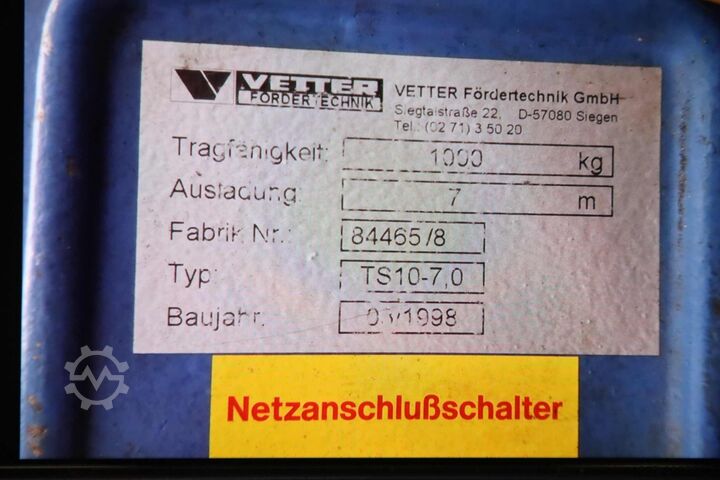 VETTER
FÖRDERTECHNIK
VETTER Fördertechnik GmbH
Siegtalstraße 22, D-57080 Siegen
Tel.: (02 71) 3 50 20
Tragfähigkeit: 1000 kg
Ausladung: 7 m
Fabrik Nr.: 84465/8
Typ: TS10-7,0
Baujahr: /1998
Netzanschlußschalter